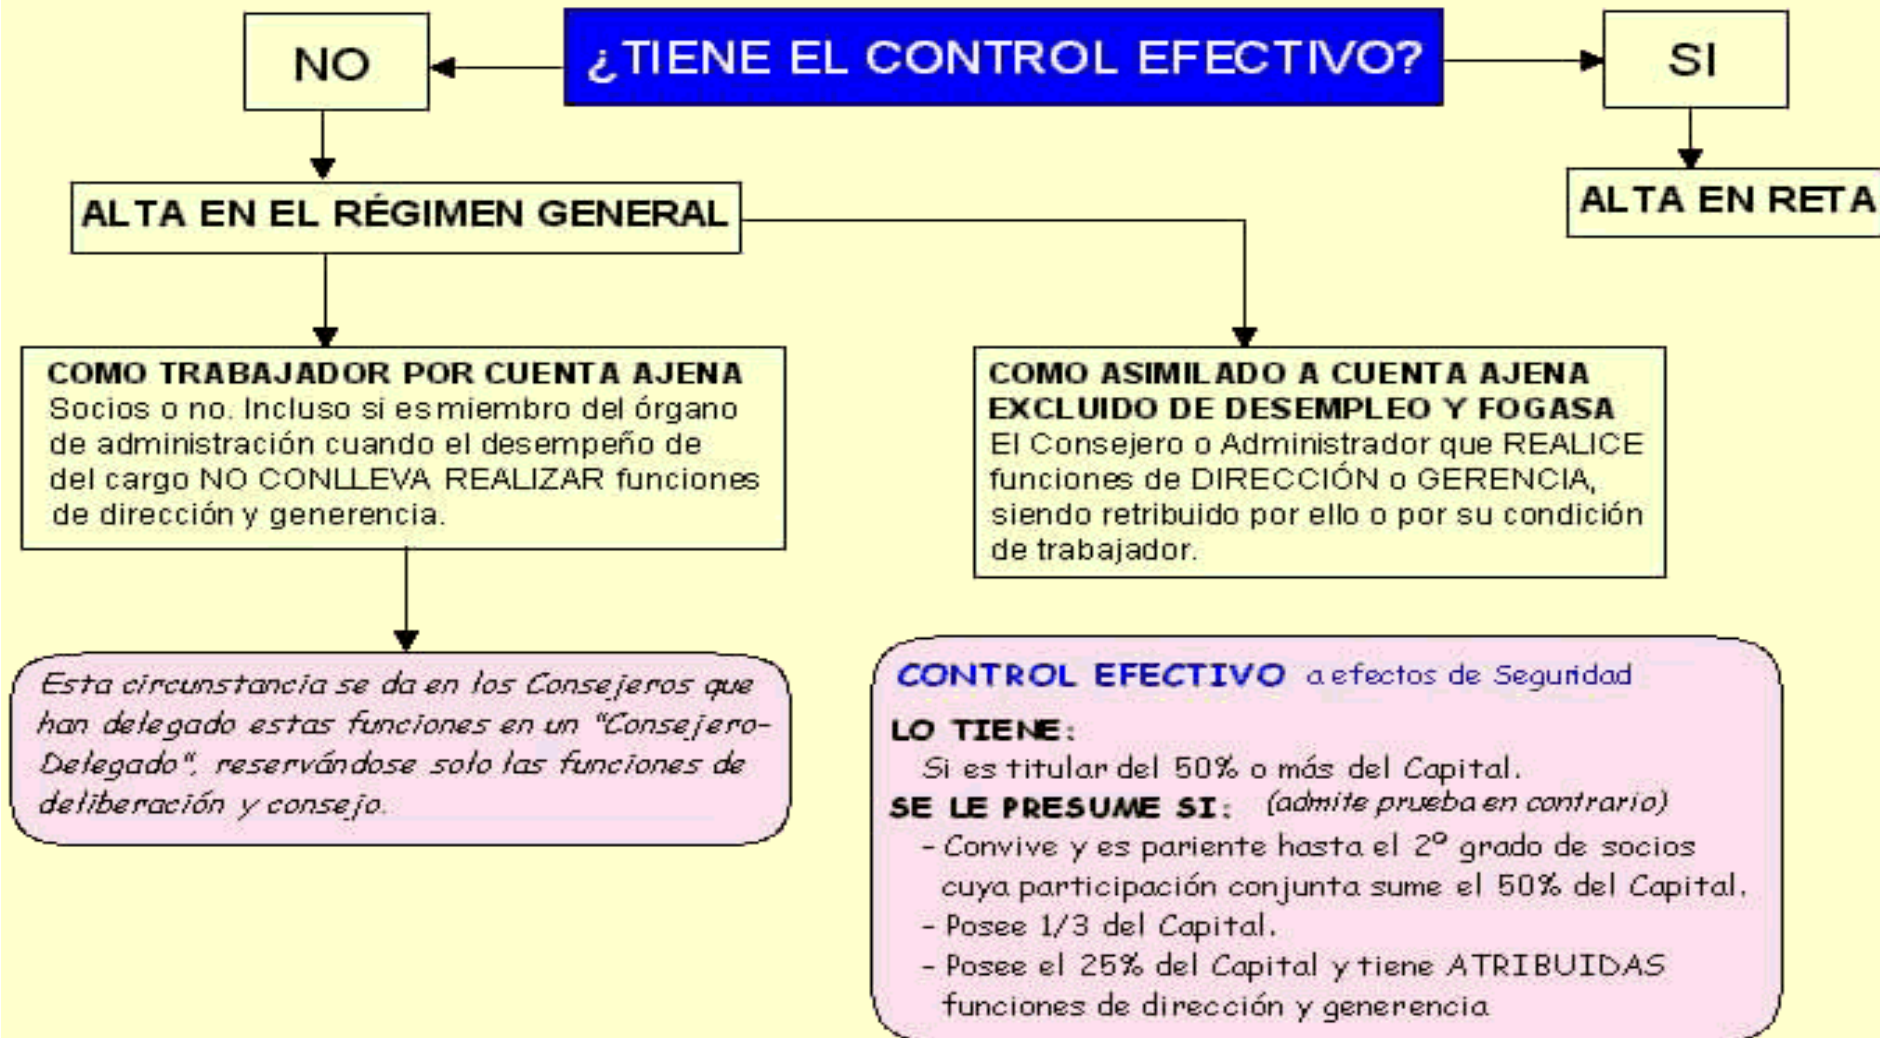 ¿TIENE EL CONTROL EFECTIVO?
NO
SI
ALTA EN EL RÉGIMEN GENERAL
ALTA EN RETA
COMO TRABAJADOR POR CUENTA AJENA
Socios o no. Incluso si es miembro del órgano
de administración cuando el desempeño de
del cargo NO CONLLEVA REALIZAR funciones
de dirección y generencia.
COMO ASIMILADO A CUENTA AJENA
EXCLUIDO DE DESEMPLEO Y FOGASA
El Consejero o Administrador que REALICE
funciones de DIRECCIÓN o GERENCIA,
siendo retribuido por ello o por su condición
de trabajador.
Esta circunstancia se da en los Consejeros que
han delegado estas funciones en un "Consejero-
Delegado", reservándose solo las funciones de
deliberación y consejo.
CONTROL EFECTIVO a efectos de Seguridad
LO TIENE:
Si es titular del 50% o más del Capital.
SE LE PRESUME SI: (admite prueba en contrario)
- Convive y es pariente hasta el 2º grado de socios
cuya participación conjunta sume el 50% del Capital.
- Posee 1/3 del Capital.
- Posee el 25% del Capital y tiene ATRIBUIDAS
funciones de dirección y generencia